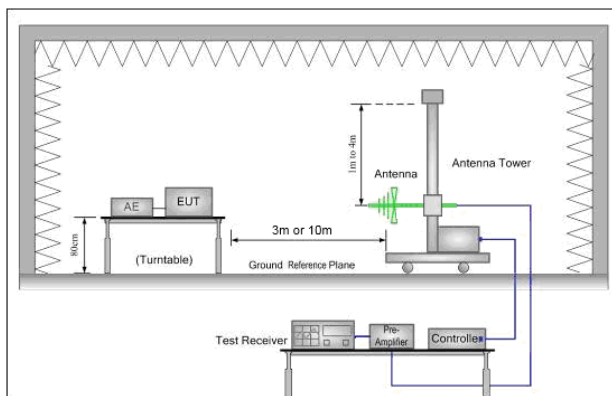 1m to 4m
Antenna
Antenna Tower
AE
EUT
80cm
(Turntable)
3m or 10m
Ground Reference Plane
Test Receiver
Pre-
Amplifier
Controller